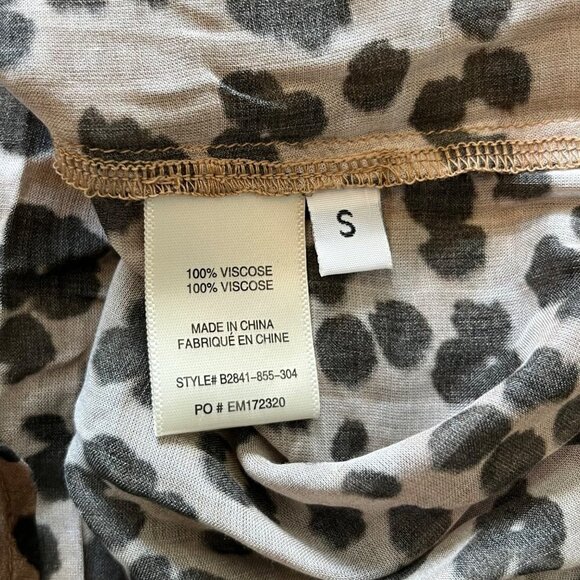 S
100% VISCOSE
100% VISCOSE
MADE IN CHINA
FABRIQUÉ EN CHINE
STYLE# B2841-855-304
PO # EM172320